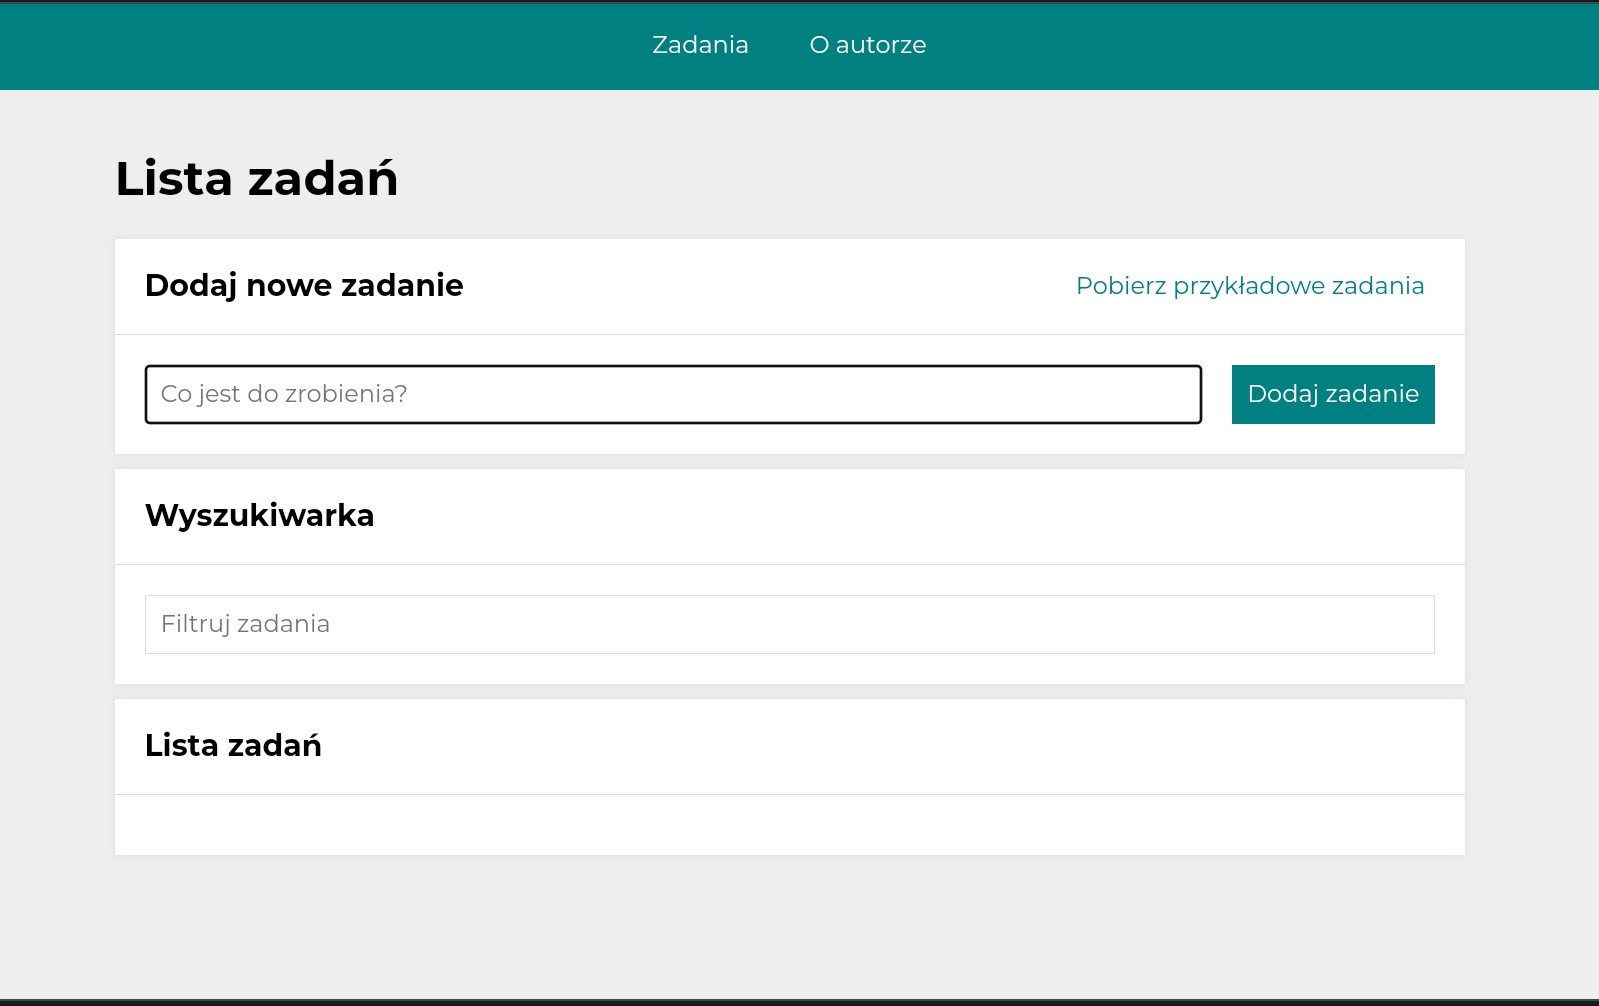 Zadania O autorze
Lista zadań
Dodaj nowe zadanie Pobierz przykładowe zadania
Co jest do zrobienia? Dodaj zadanie
Wyszukiwarka
Filtruj zadania
Lista zadań